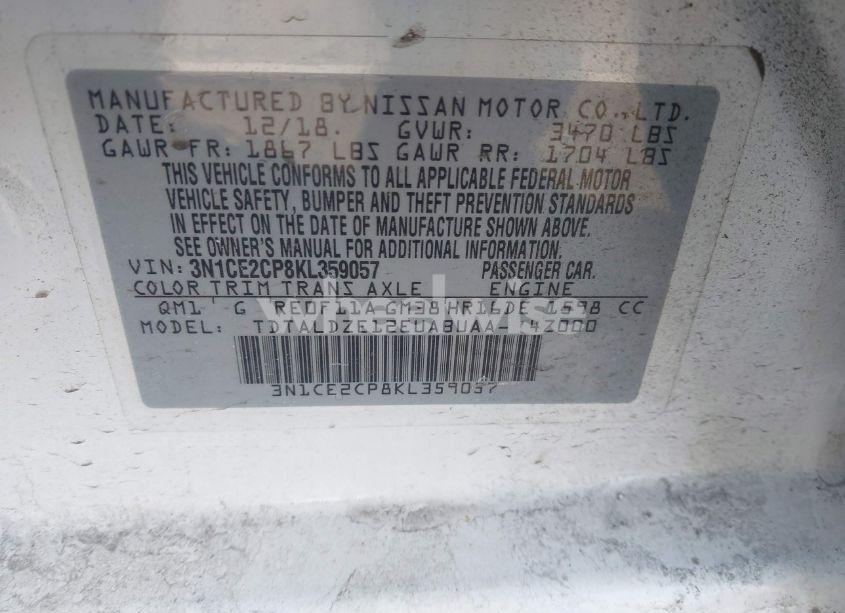 MANUFACTURED BY NISSAN MOTOR CO., LTD.
DATE: 12/18. GVWR: 3470 LBS
GAWR FR: 1867 LBS GAWR RR: 1704 LBS
THIS VEHICLE CONFORMS TO ALL APPLICABLE FEDERAL MOTOR
VEHICLE SAFETY, BUMPER AND THEFT PREVENTION STANDARDS
IN EFFECT ON THE DATE OF MANUFACTURE SHOWN ABOVE.
SEE OWNER'S MANUAL FOR ADDITIONAL INFORMATION.
VIN: 3N1CE2CP8KL359057 PASSENGER CAR.
COLOR TRIM TRANS AXLE ENGINE
QM1 G RE0F11A GM38 HR16DE 1598 CC
MODEL: TDTALDZE12EUABUAA-
3N1CE2CP8KL359057